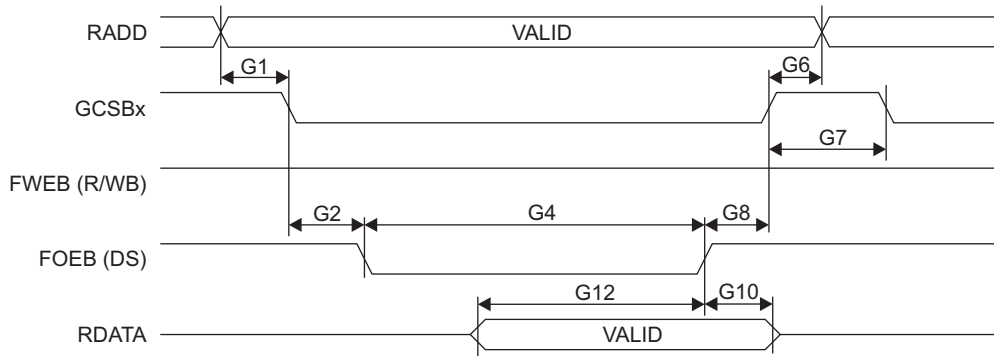 RADD
VALID
G1
G6
GCSBx
G7
FWEB (R/WB)
G2
G4
G8
FOEB (DS)
G12
G10
RDATA
VALID